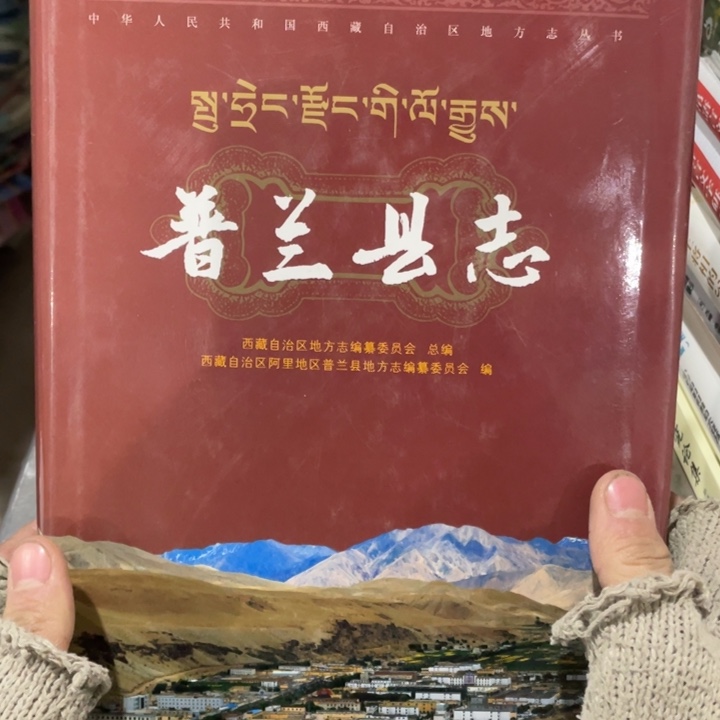 中华人民共和国西藏自治区地方志丛书
སྤུ་ཧྲེང་རྫོང་གི་ལོ་རྒྱུས་
普兰县志
西藏自治区地方志编纂委员会 总编
西藏自治区阿里地区普兰县地方志编纂委员会 编